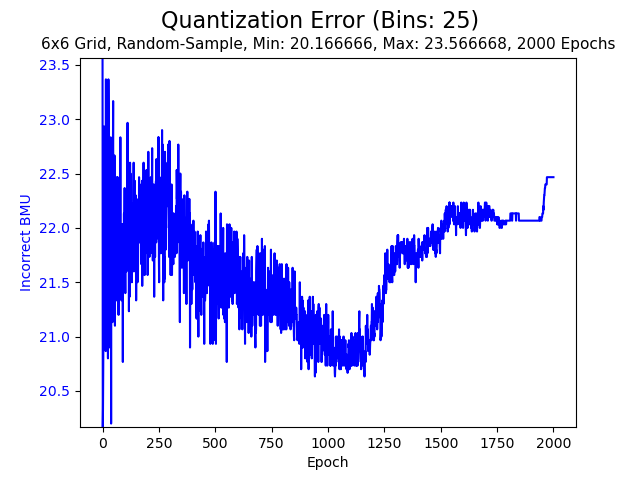 Quantization Error (Bins: 25)
6x6 Grid, Random-Sample, Min: 20.166666, Max: 23.566668, 2000 Epochs
23.5
23.0
22.5
22.0
21.5
21.0
20.5
Incorrect BMU
0 250 500 750 1000 1250 1500 1750 2000
Epoch